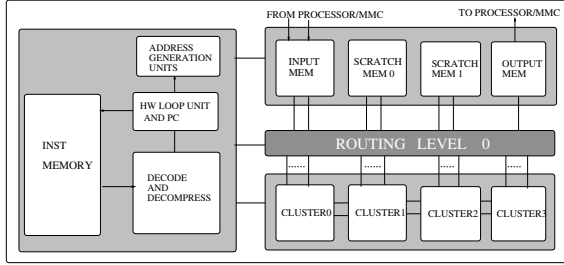 FROM PROCESSOR/MMC
TO PROCESSOR/MMC
ADDRESS
GENERATION
UNITS
INPUT
MEM
SCRATCH
MEM 0
SCRATCH
MEM 1
OUTPUT
MEM
HW LOOP UNIT
AND PC
INST
MEMORY
ROUTING LEVEL 0
DECODE
AND
DECOMPRESS
CLUSTER0
CLUSTER1
CLUSTER2
CLUSTER3